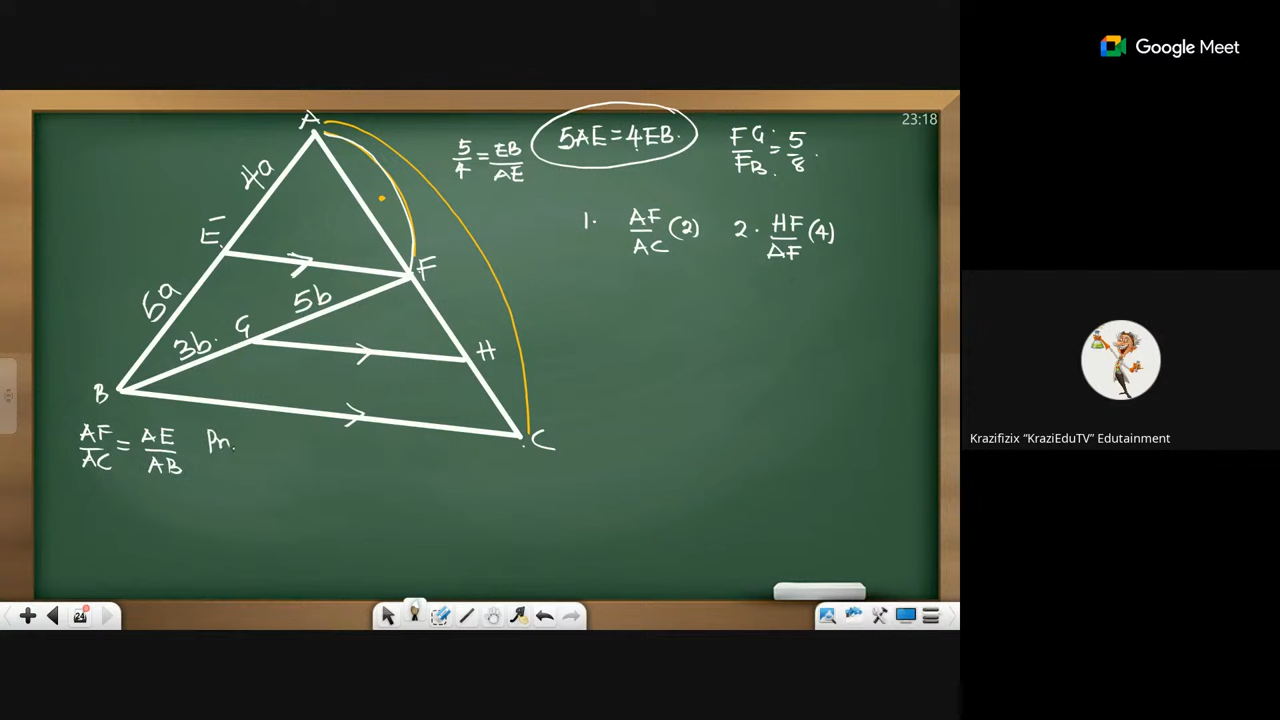 Google Meet
23:18
A
4a
E
5a
B
F
5b
G
3b.
H
C
5/4 = EB/AE
5AE = 4EB.
FG/FB = 5/8.
1. AF/AC (2)
2. HF/AF (4)
AF/AC = AE/AB Pn.
24
Krazifizix “KraziEduTV” Edutainment